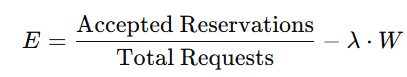 E = Accepted Reservations / Total Requests − λ · W